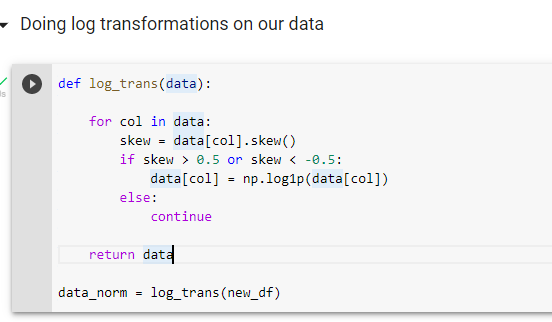 Doing log transformations on our data
def log_trans(data):
for col in data:
skew = data[col].skew()
if skew > 0.5 or skew < -0.5:
data[col] = np.log1p(data[col])
else:
continue
return data
data_norm = log_trans(new_df)